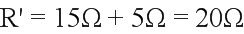 R' = 15Ω + 5Ω = 20Ω